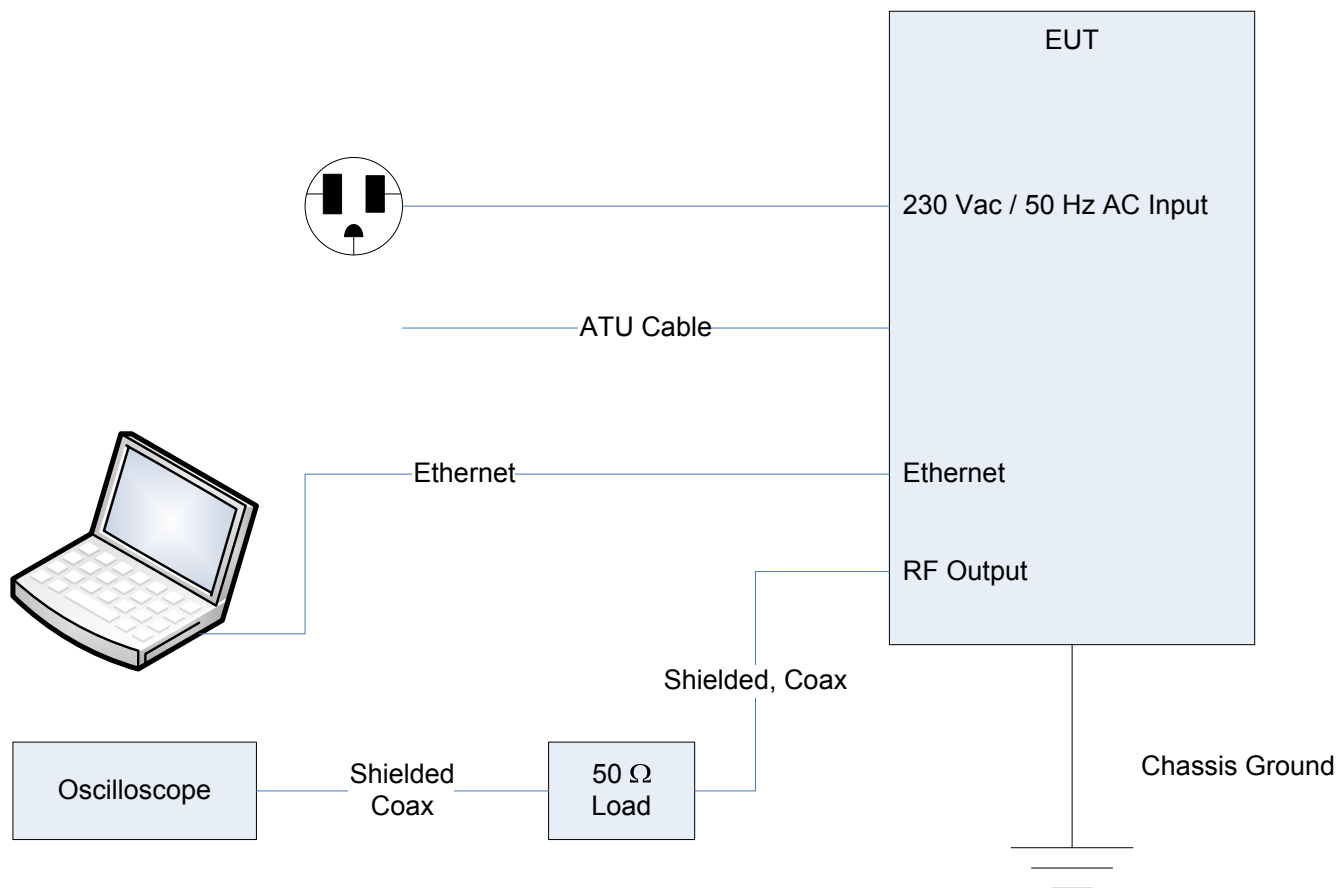 EUT
230 Vac / 50 Hz AC Input
ATU Cable
Ethernet
Ethernet
RF Output
Shielded, Coax
Oscilloscope
Shielded
Coax
50 Ω
Load
Chassis Ground